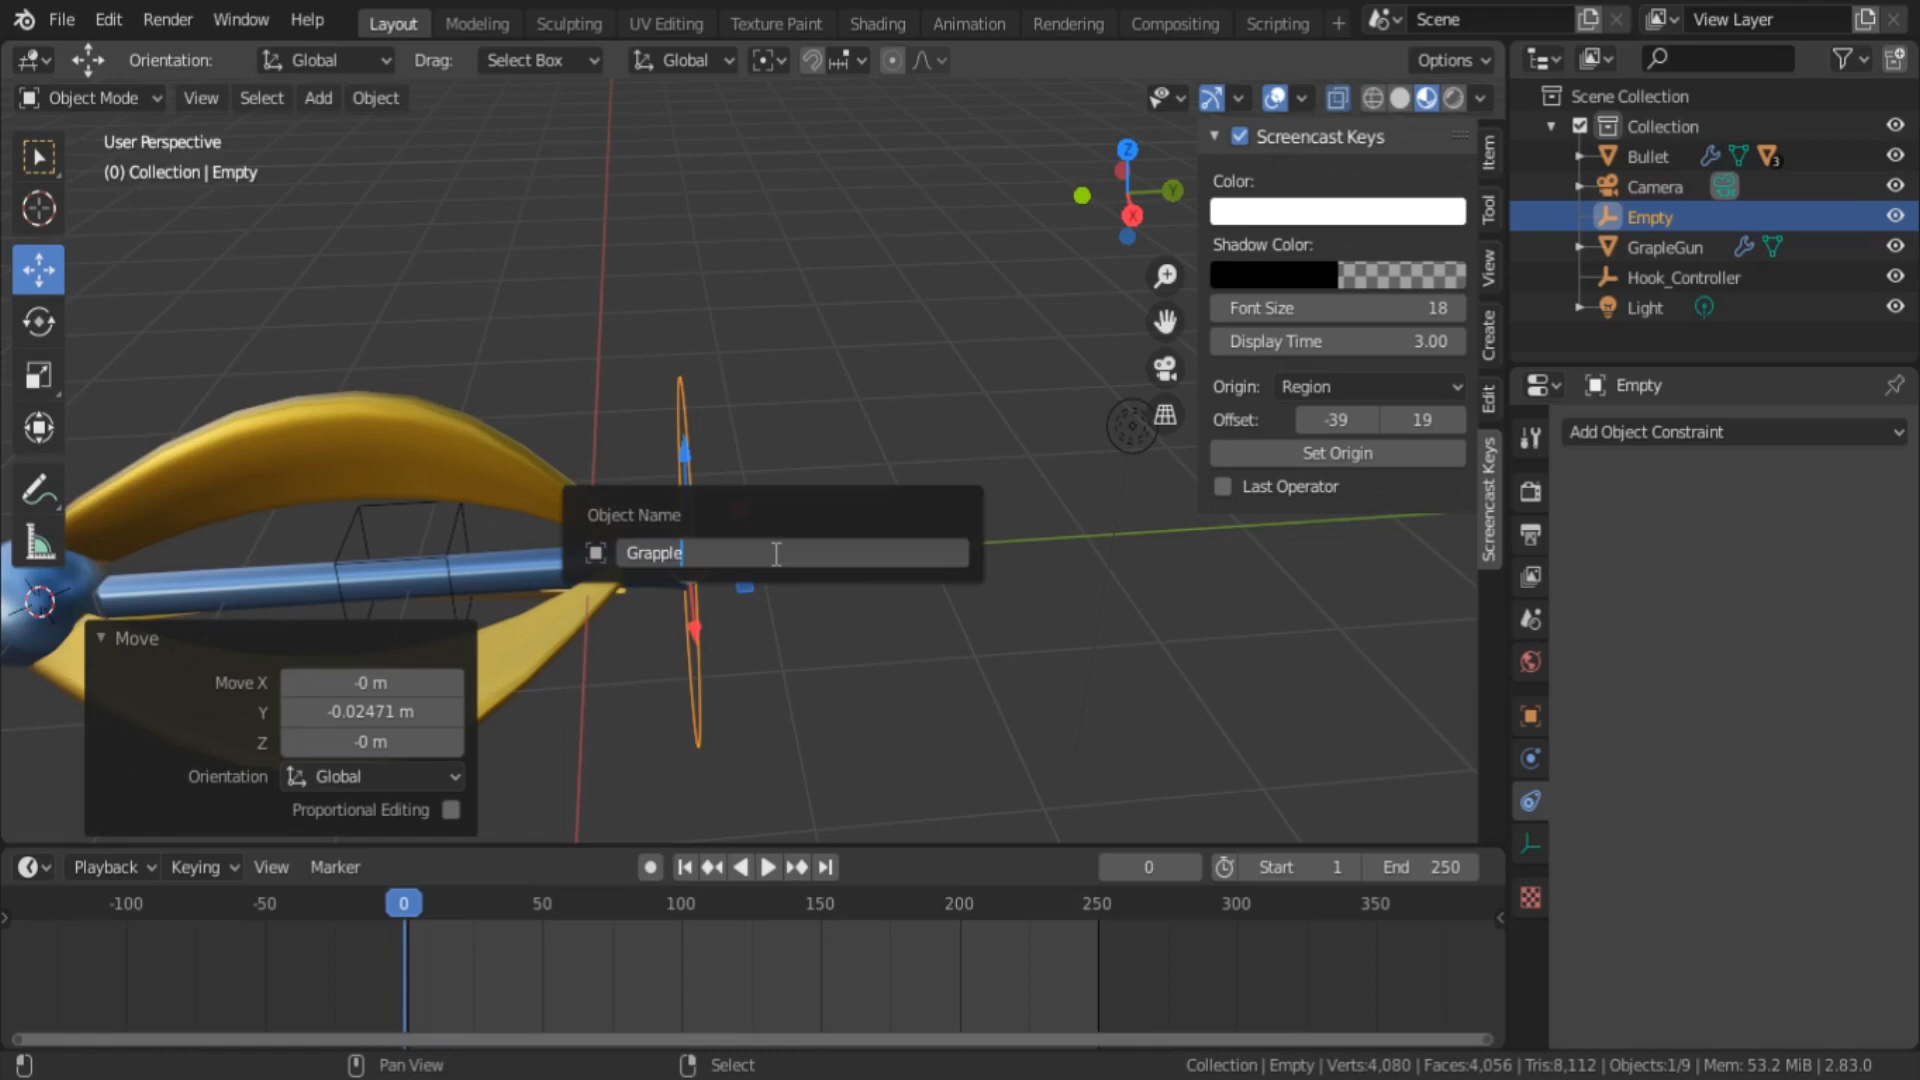 File Edit Render Window Help Layout Modeling Sculpting UV Editing Texture Paint Shading Animation Rendering Compositing Scripting + Scene View Layer
Orientation: Global Drag: Select Box Global Options
Object Mode View Select Add Object
User Perspective
(0) Collection | Empty
Z
Y
X
Screencast Keys
Color:
Shadow Color:
Font Size 18
Display Time 3.00
Origin: Region
Offset: -39 19
Set Origin
Last Operator
Item
Tool
View
Create
Edit
Screencast Keys
Scene Collection
Collection
Bullet 3
Camera
Empty
GrapleGun
Hook_Controller
Light
Empty
Add Object Constraint
Object Name
Grapple
Move
Move X -0 m
Y -0.02471 m
Z -0 m
Orientation Global
Proportional Editing
Playback Keying View Marker 0 Start 1 End 250
-100 -50 0 50 100 150 200 250 300 350
Pan View Select Collection | Empty | Verts:4,080 | Faces:4,056 | Tris:8,112 | Objects:1/9 | Mem: 53.2 MiB | 2.83.0